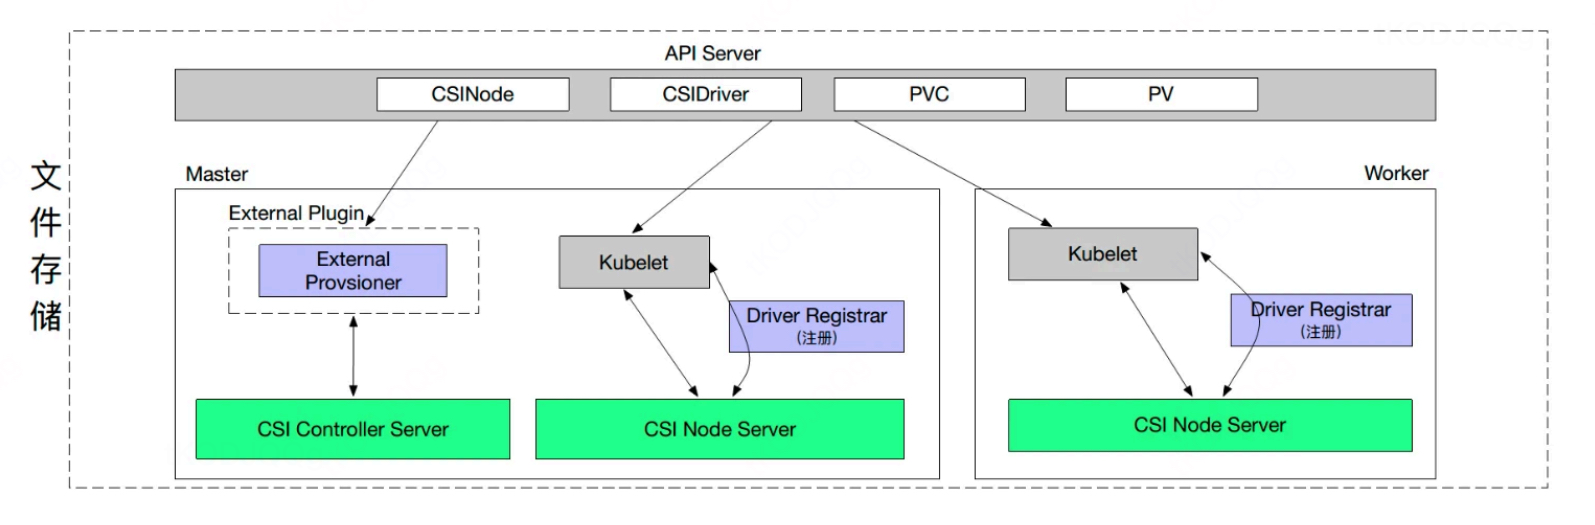 API Server
CSINode
CSIDriver
PVC
PV
文件存储
Master
Worker
External Plugin
External
Provsioner
Kubelet
Driver Registrar
(注册)
Kubelet
Driver Registrar
(注册)
CSI Controller Server
CSI Node Server
CSI Node Server